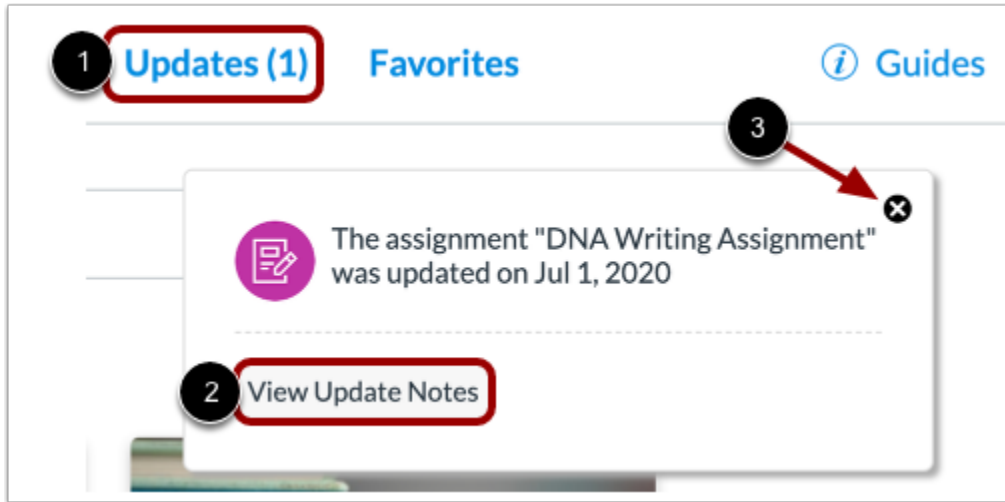 1 Updates (1) Favorites i Guides
3
The assignment "DNA Writing Assignment"
was updated on Jul 1, 2020
2 View Update Notes